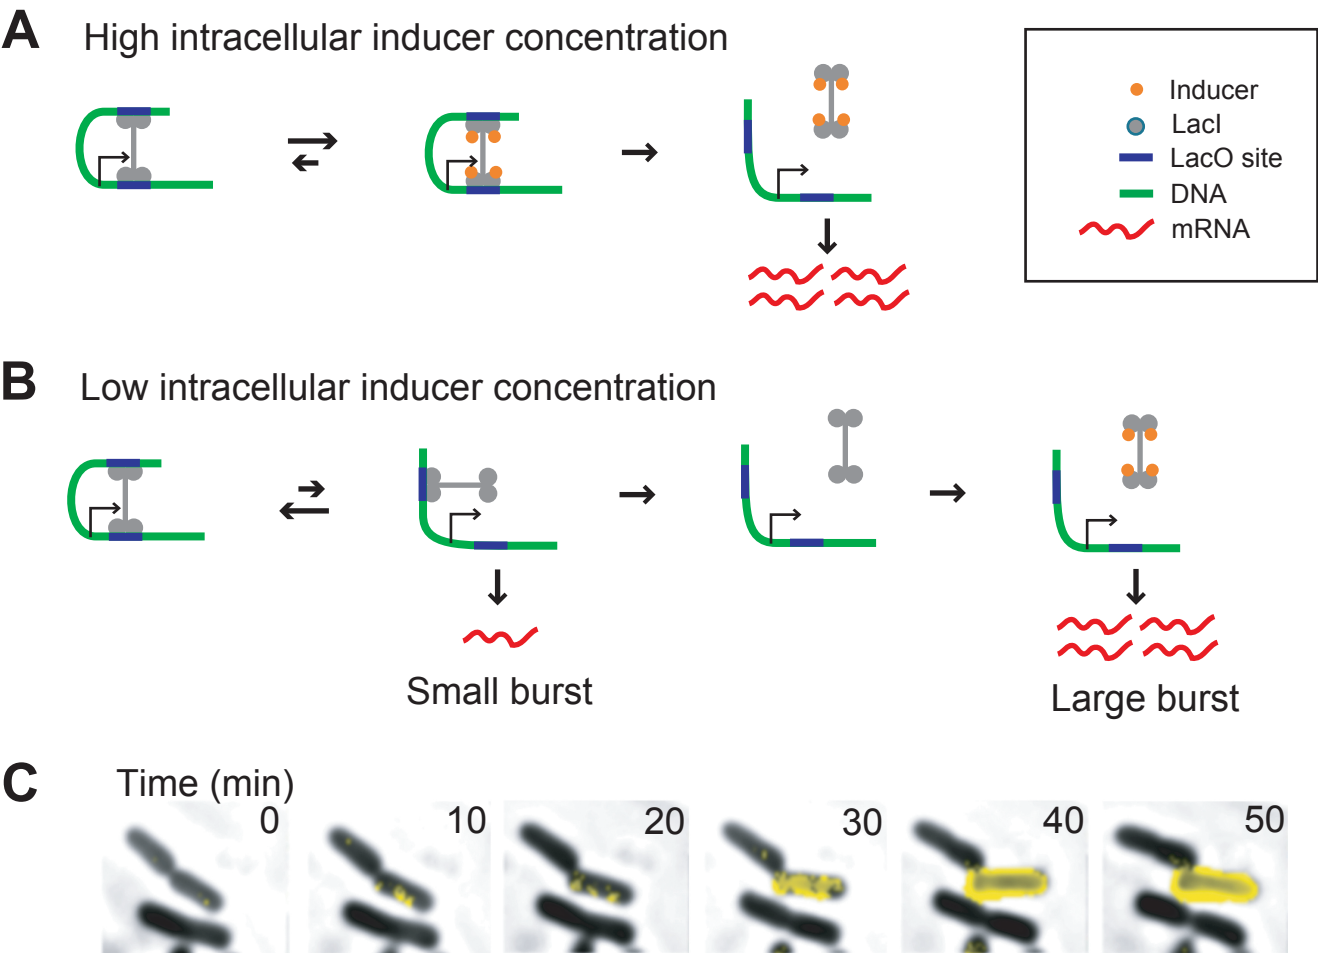 A High intracellular inducer concentration
Inducer
LacI
LacO site
DNA
mRNA
B Low intracellular inducer concentration
Small burst
Large burst
C Time (min)
0 10 20 30 40 50